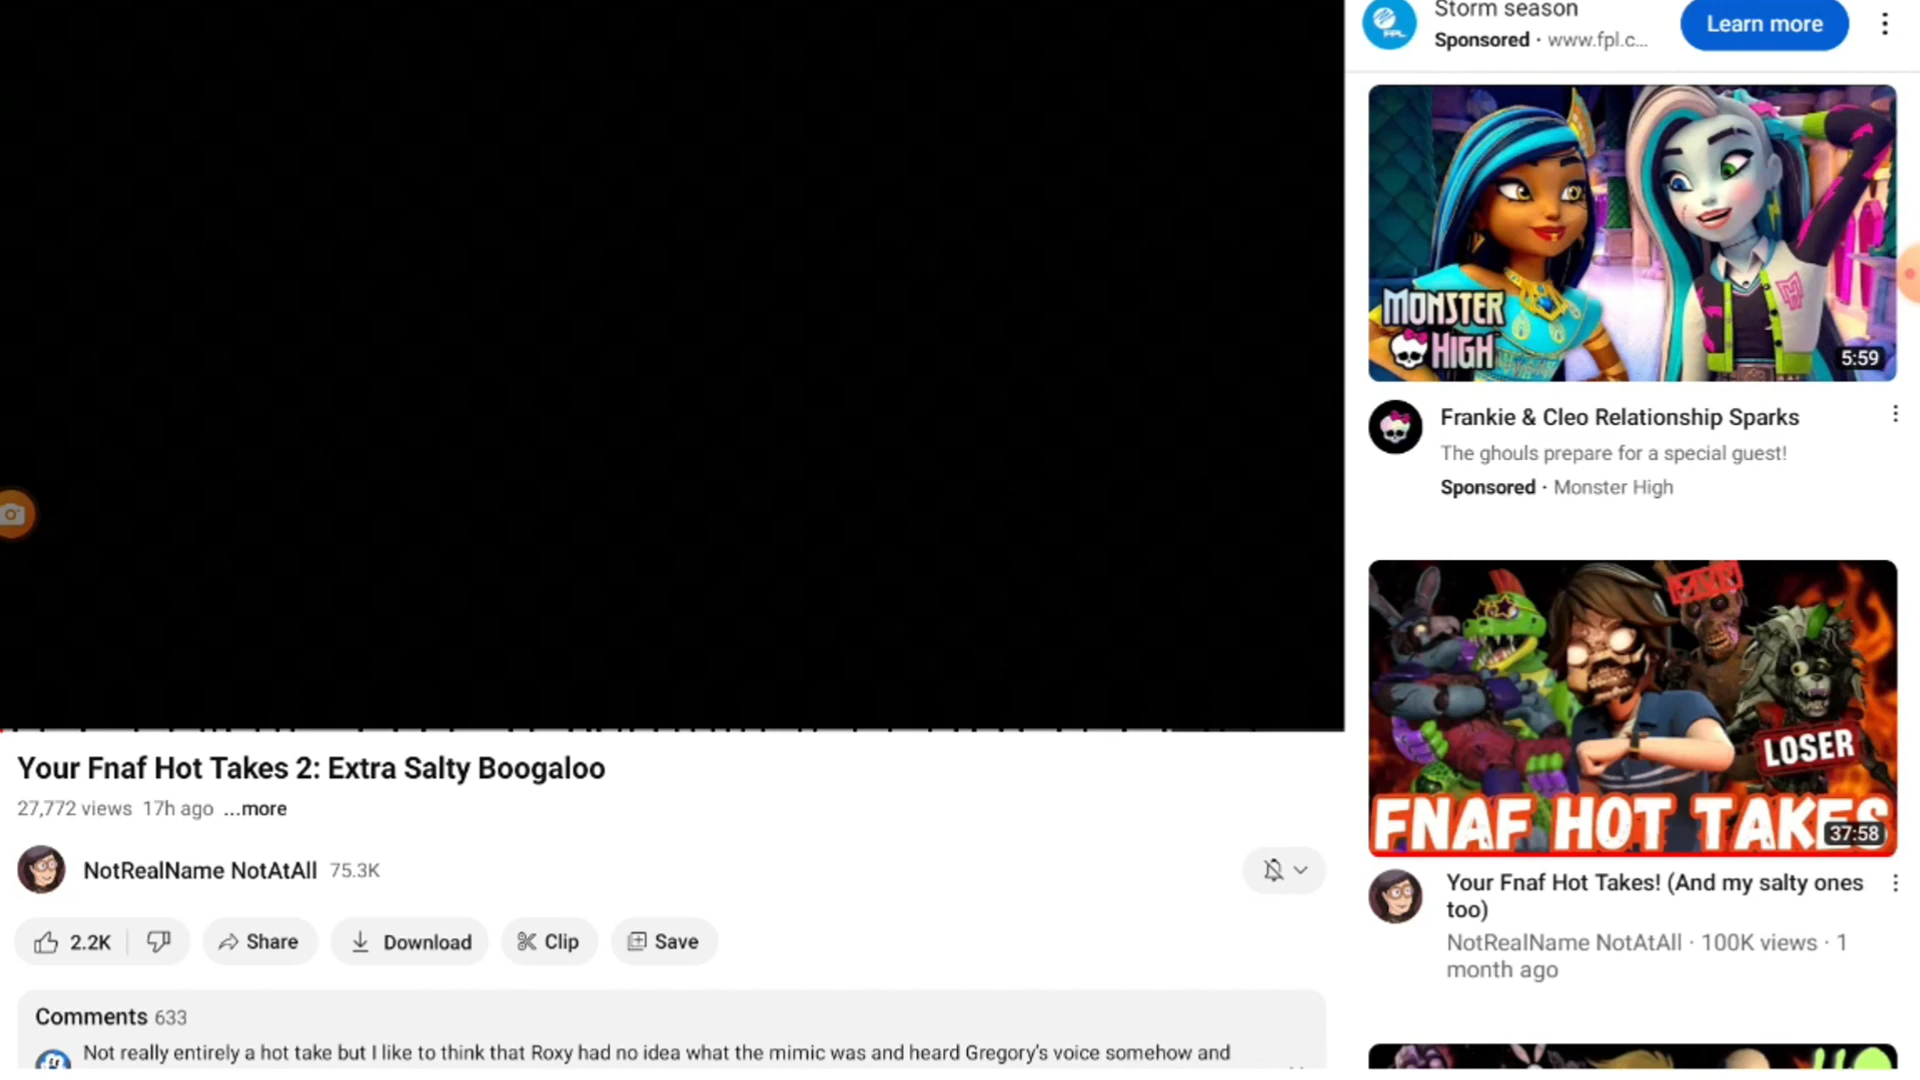 Storm season
Sponsored · www.fpl.c...
Learn more
FPL
MONSTER
HIGH
5:59
Frankie & Cleo Relationship Sparks
The ghouls prepare for a special guest!
Sponsored · Monster High
LOSER
FNAF HOT TAKES
37:58
Your Fnaf Hot Takes! (And my salty ones
too)
NotRealName NotAtAll · 100K views · 1
month ago
Your Fnaf Hot Takes 2: Extra Salty Boogaloo
27,772 views 17h ago ...more
NotRealName NotAtAll 75.3K
2.2K
Share
Download
Clip
Save
Comments 633
Not really entirely a hot take but I like to think that Roxy had no idea what the mimic was and heard Gregory's voice somehow and